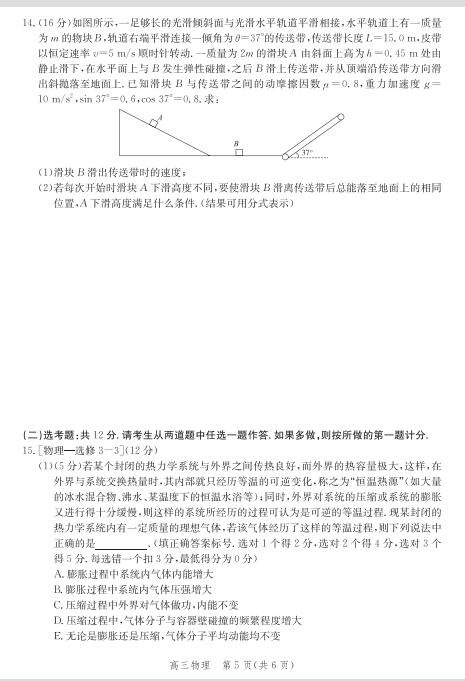 14.(16分)如图所示,一足够长的光滑倾斜面与光滑水平轨道平滑相接,水平轨道上有一质量
为m的物块B,轨道右端平滑连接一倾角为θ=37°的传送带,传送带长度L=15.0m,皮带
以恒定速率v=5m/s顺时针转动.一质量为2m的滑块A由斜面上高为h=0.45m处由
静止滑下,在水平面上与B发生弹性碰撞,之后B滑上传送带,并从顶端沿传送带方向滑
出斜抛落至地面上.已知滑块B与传送带之间的动摩擦因数μ=0.8,重力加速度g=
10m/s²,sin37°=0.6,cos37°=0.8.求:
A
B
37°
(1)滑块B滑出传送带时的速度;
(2)若每次开始时滑块A下滑高度不同,要使滑块B滑离传送带后总能落至地面上的相同
位置,A下滑高度满足什么条件.(结果可用分式表示)
(二)选考题:共12分.请考生从两道题中任选一题作答.如果多做,则按所做的第一题计分.
15.[物理—选修3-3](12分)
(1)(5分)若某个封闭的热力学系统与外界之间传热良好,而外界的热容量极大,这样,在
外界与系统交换热量时,其内部就只经历等温的可逆变化,称之为“恒温热源”(如大量
的冰水混合物、沸水、某温度下的恒温水浴等);同时,外界对系统的压缩或系统的膨胀
又进行得十分缓慢,则这样的系统所经历的过程可认为是可逆的等温过程.现某封闭的
热力学系统内有一定质量的理想气体,若该气体经历了这样的等温过程,则下列说法中
正确的是________.(填正确答案标号.选对1个得2分,选对2个得4分,选对3个
得5分.每选错一个扣3分,最低得分为0分)
A.膨胀过程中系统内气体内能增大
B.膨胀过程中系统内气体压强增大
C.压缩过程中外界对气体做功,内能不变
D.压缩过程中,气体分子与容器壁碰撞的频繁程度增大
E.无论是膨胀还是压缩,气体分子平均动能均不变
高三物理 第5页(共6页)